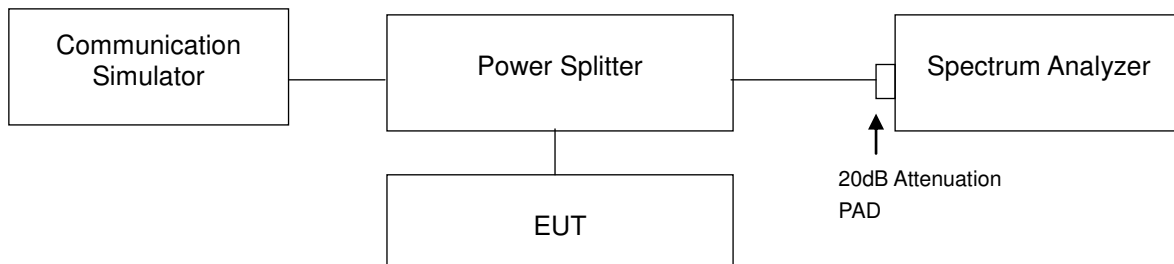 Communication
Simulator
Power Splitter
Spectrum Analyzer
20dB Attenuation
PAD
EUT